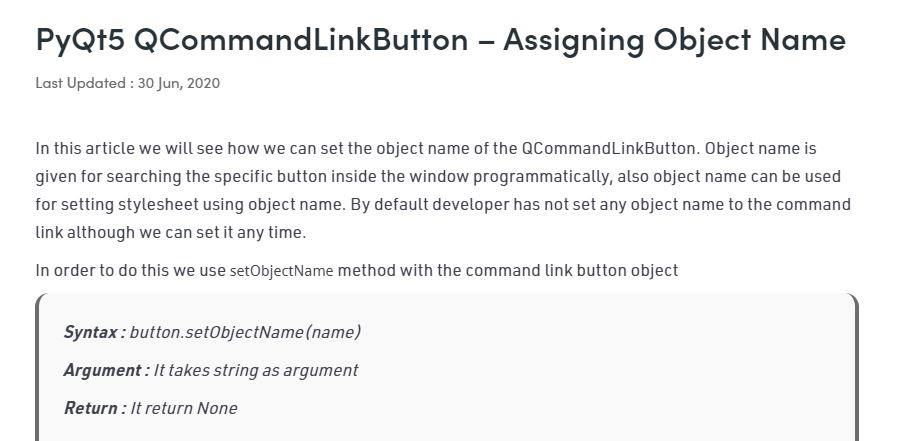 PyQt5 QCommandLinkButton – Assigning Object Name
Last Updated : 30 Jun, 2020
In this article we will see how we can set the object name of the QCommandLinkButton. Object name is
given for searching the specific button inside the window programmatically, also object name can be used
for setting stylesheet using object name. By default developer has not set any object name to the command
link although we can set it any time.
In order to do this we use setObjectName method with the command link button object
Syntax : button.setObjectName(name)
Argument : It takes string as argument
Return : It return None